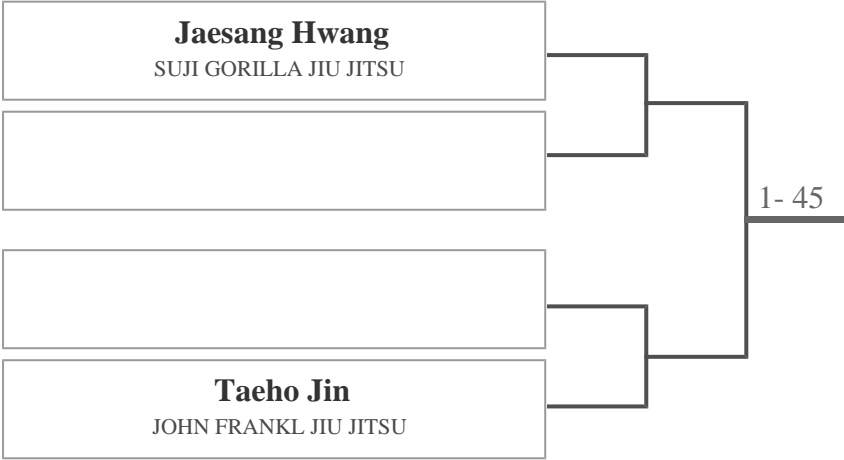 Jaesang Hwang
SUJI GORILLA JIU JITSU
1- 45
Taeho Jin
JOHN FRANKL JIU JITSU